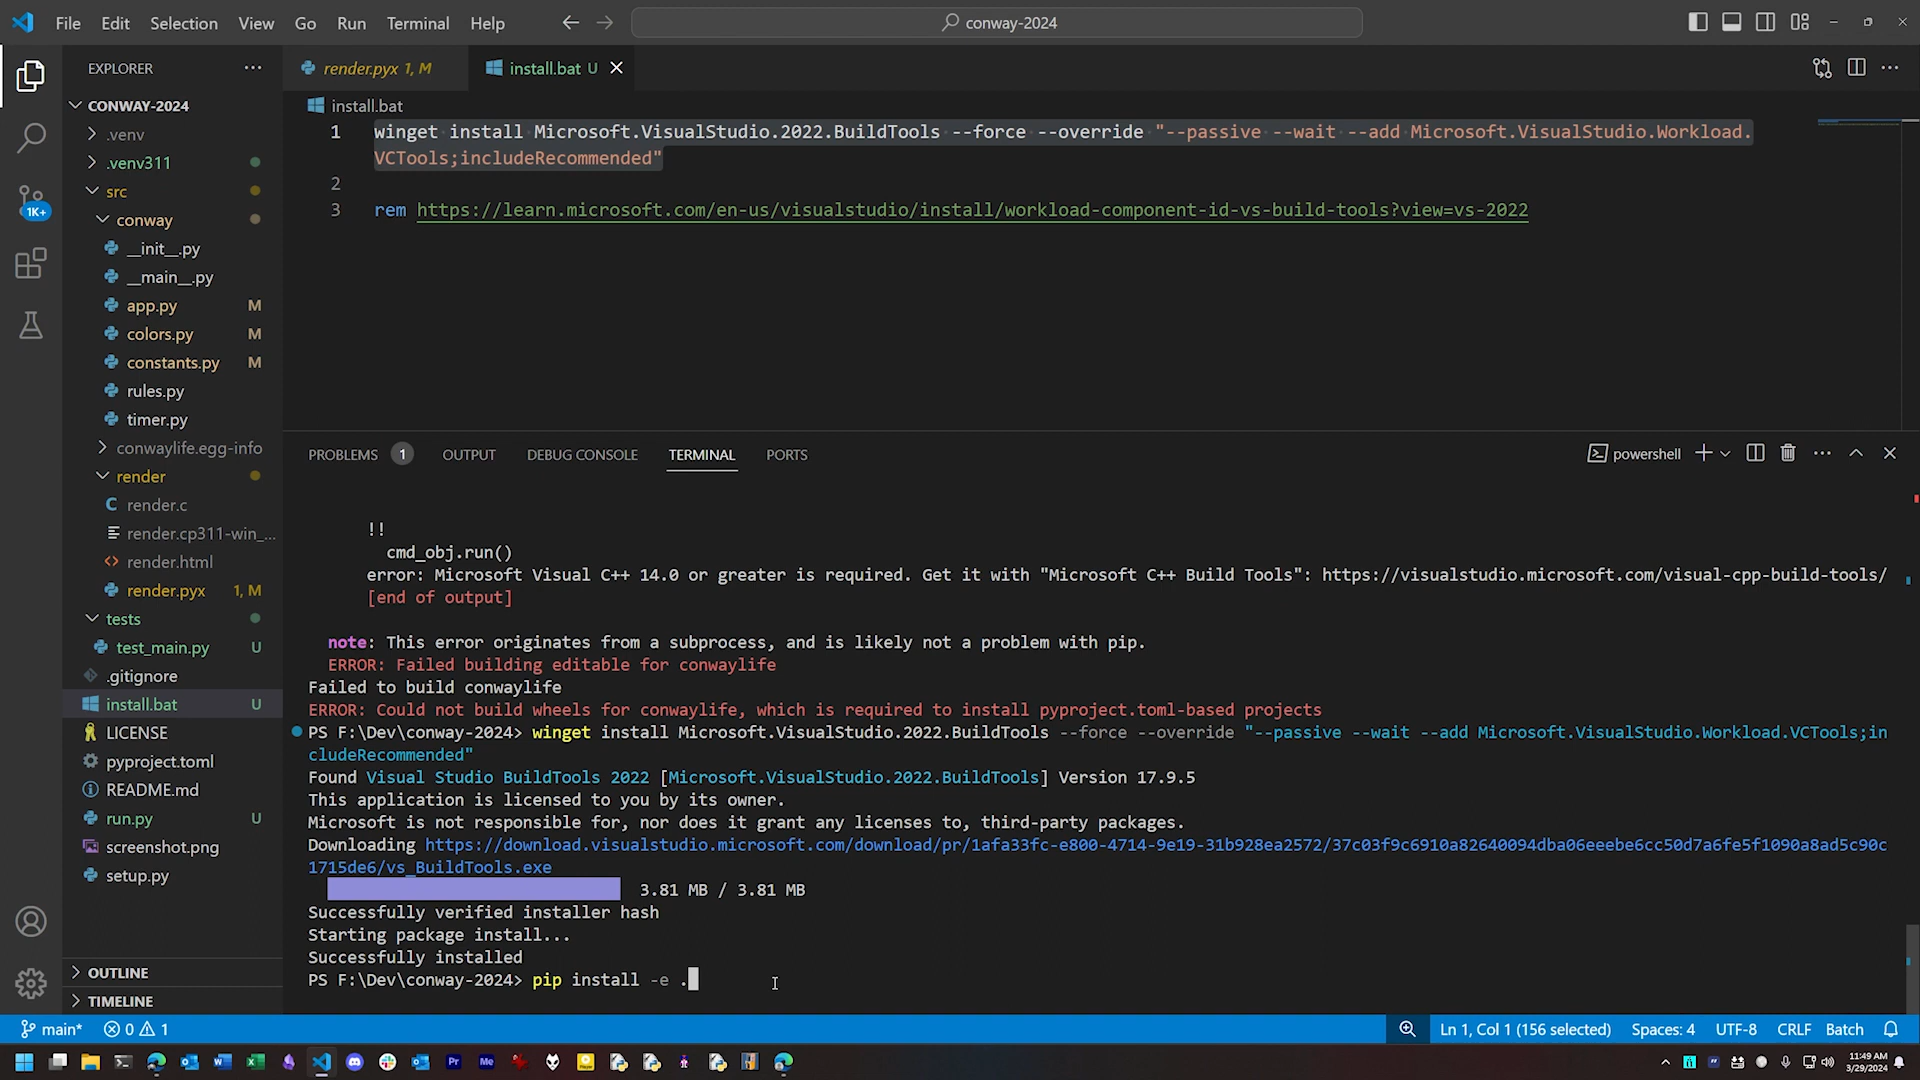 File Edit Selection View Go Run Terminal Help
conway-2024
EXPLORER
render.pyx 1, M
install.bat U
CONWAY-2024
install.bat
.venv
.venv311
src
conway
__init__.py
__main__.py
app.py M
colors.py M
constants.py M
rules.py
timer.py
conwaylife.egg-info
render
render.c
render.cp311-win_...
render.html
render.pyx 1, M
tests
test_main.py U
.gitignore
install.bat U
LICENSE
pyproject.toml
README.md
run.py U
screenshot.png
setup.py
OUTLINE
TIMELINE
1K+
1 winget install Microsoft.VisualStudio.2022.BuildTools --force --override "--passive --wait --add Microsoft.VisualStudio.Workload.
VCTools;includeRecommended"
2
3 rem https://learn.microsoft.com/en-us/visualstudio/install/workload-component-id-vs-build-tools?view=vs-2022
PROBLEMS 1 OUTPUT DEBUG CONSOLE TERMINAL PORTS
powershell
!!
cmd_obj.run()
error: Microsoft Visual C++ 14.0 or greater is required. Get it with "Microsoft C++ Build Tools": https://visualstudio.microsoft.com/visual-cpp-build-tools/
[end of output]
note: This error originates from a subprocess, and is likely not a problem with pip.
ERROR: Failed building editable for conwaylife
Failed to build conwaylife
ERROR: Could not build wheels for conwaylife, which is required to install pyproject.toml-based projects
PS F:\Dev\conway-2024> winget install Microsoft.VisualStudio.2022.BuildTools --force --override "--passive --wait --add Microsoft.VisualStudio.Workload.VCTools;in
cludeRecommended"
Found Visual Studio BuildTools 2022 [Microsoft.VisualStudio.2022.BuildTools] Version 17.9.5
This application is licensed to you by its owner.
Microsoft is not responsible for, nor does it grant any licenses to, third-party packages.
Downloading https://download.visualstudio.microsoft.com/download/pr/1afa33fc-e800-4714-9e19-31b928ea2572/37c03f9c6910a82640094dba06eeebe6cc50d7a6fe5f1090a8ad5c90c
1715de6/vs_BuildTools.exe
3.81 MB / 3.81 MB
Successfully verified installer hash
Starting package install...
Successfully installed
PS F:\Dev\conway-2024> pip install -e .
main* 0 1
Ln 1, Col 1 (156 selected) Spaces: 4 UTF-8 CRLF Batch
11:49 AM
3/29/2024